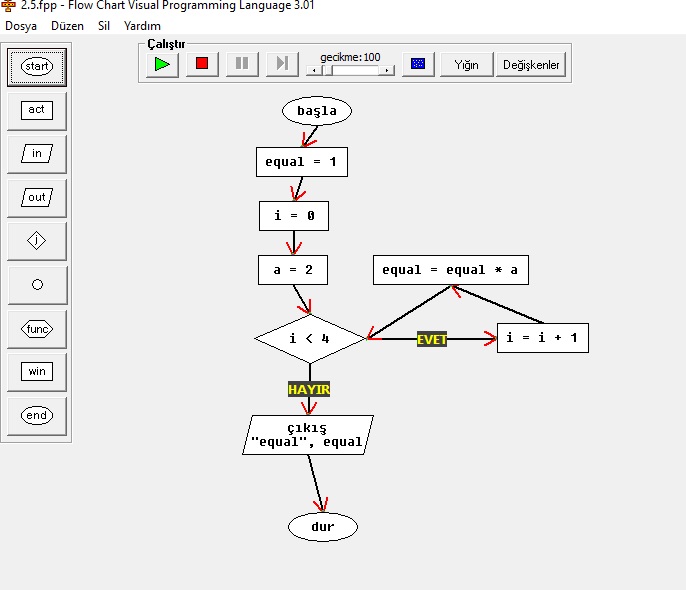 2.5.fpp - Flow Chart Visual Programming Language 3.01
Dosya Düzen Sil Yardım
Çalıştır
gecikme:100
Yığın
Değişkenler
start
act
in
out
j
func
win
end
başla
equal = 1
i = 0
a = 2
equal = equal * a
i < 4
EVET
i = i + 1
HAYIR
çıkış
"equal", equal
dur